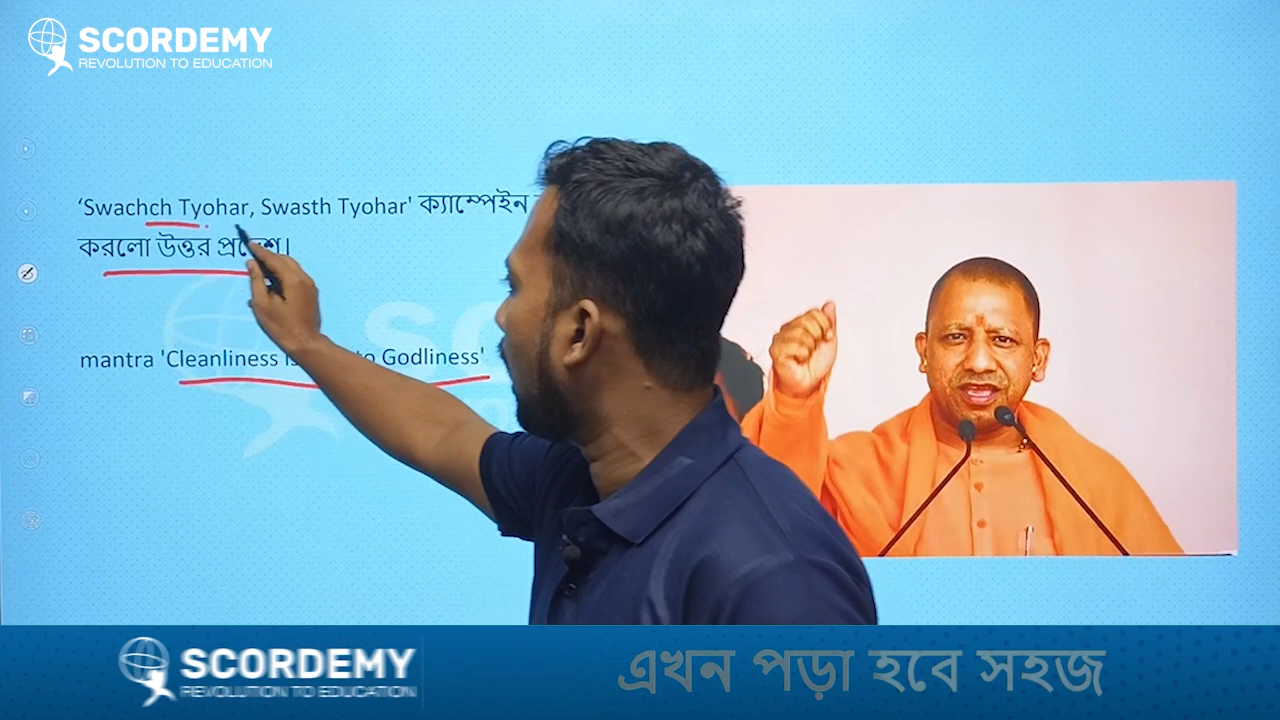 SCORDEMY
REVOLUTION TO EDUCATION
‘Swachch Tyohar, Swasth Tyohar' ক্যাম্পেইন
করলো উত্তর প্রদেশ।
mantra 'Cleanliness to Godliness'
SCORDEMY
REVOLUTION TO EDUCATION
এখন পড়া হবে সহজ